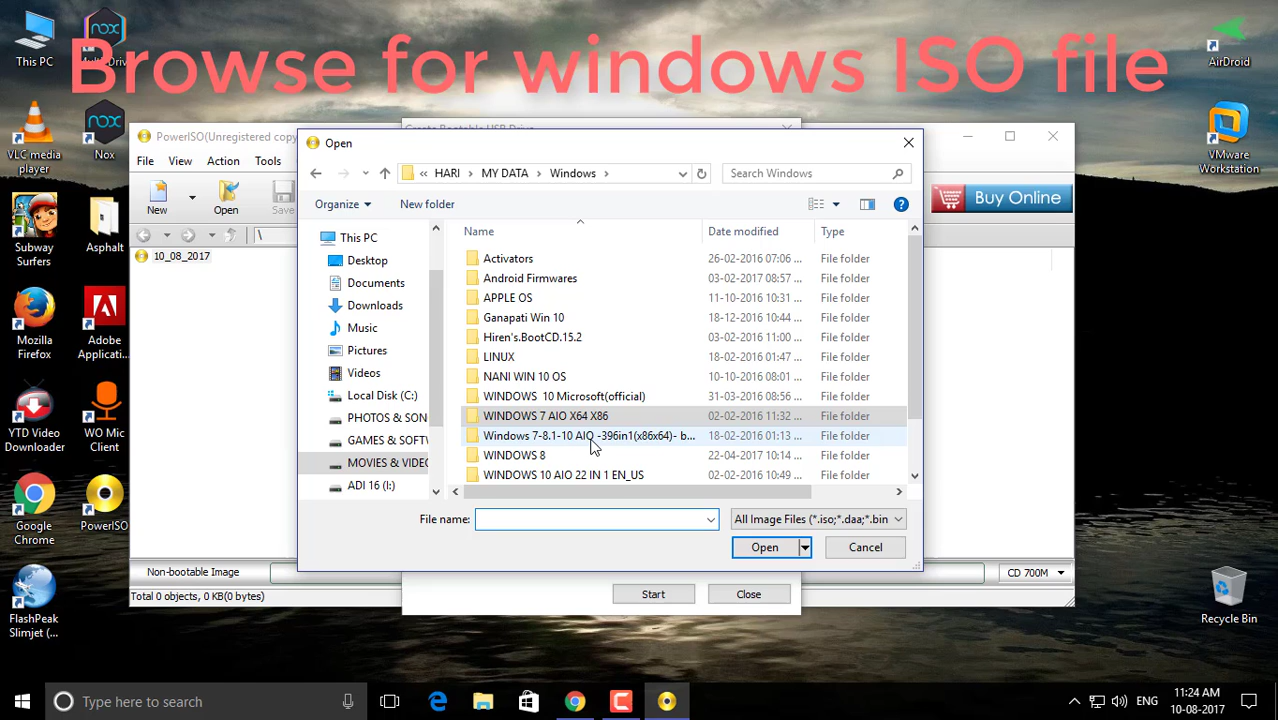 Browse for windows ISO file
This PC
Nox
Multi-Drive
AirDroid
VLC media
player
Nox
VMware
Workstation
Subway
Surfers
Asphalt
Mozilla
Firefox
Adobe
Applicati...
YTD Video
Downloader
WO Mic
Client
Google
Chrome
PowerISO
FlashPeak
Slimjet (...
Recycle Bin
PowerISO(Unregistered copy
File View Action Tools
New Open Save
Buy Online
\
10_08_2017
Create Bootable USB Drive
Open
« HARI › MY DATA › Windows ›
Search Windows
Organize New folder
This PC
Desktop
Documents
Downloads
Music
Pictures
Videos
Local Disk (C:)
PHOTOS & SON
GAMES & SOFTW
MOVIES & VIDEO
ADI 16 (I:)
Name Date modified Type
Activators 26-02-2016 07:06 ... File folder
Android Firmwares 03-02-2017 08:57 ... File folder
APPLE OS 11-10-2016 10:31 ... File folder
Ganapati Win 10 18-12-2016 10:44 ... File folder
Hiren's.BootCD.15.2 03-02-2016 11:00 ... File folder
LINUX 18-02-2016 01:47 ... File folder
NANI WIN 10 OS 10-10-2016 08:01 ... File folder
WINDOWS 10 Microsoft(official) 31-03-2016 08:56 ... File folder
WINDOWS 7 AIO X64 X86 02-02-2016 11:32 ... File folder
Windows 7-8.1-10 AIO -396in1(x86x64)- b... 18-02-2016 01:13 ... File folder
WINDOWS 8 22-04-2017 10:14 ... File folder
WINDOWS 10 AIO 22 IN 1 EN_US 02-02-2016 10:49 ... File folder
File name: All Image Files (*.iso;*.daa;*.bin
Open Cancel
Non-bootable Image CD 700M
Start Close
Total 0 objects, 0 KB(0 bytes)
Type here to search
ENG
11:24 AM
10-08-2017